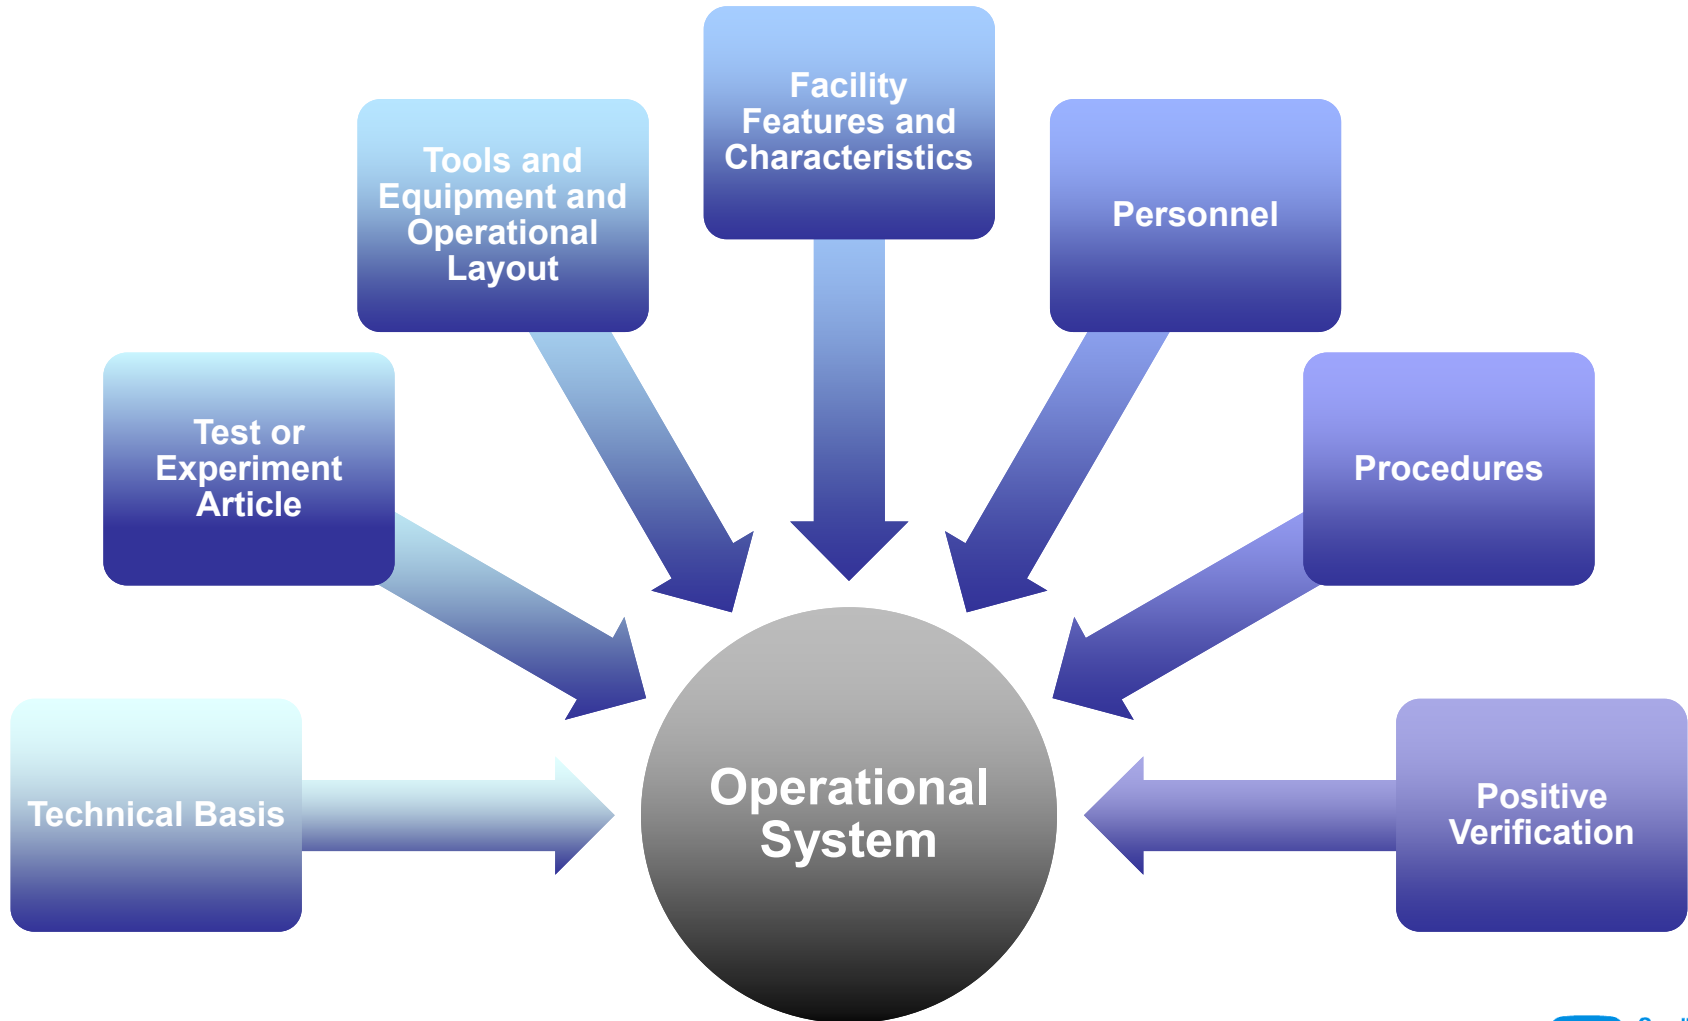 Facility
Features and
Characteristics
Tools and
Equipment and
Operational
Layout
Personnel
Test or
Experiment
Article
Procedures
Technical Basis
Operational
System
Positive
Verification